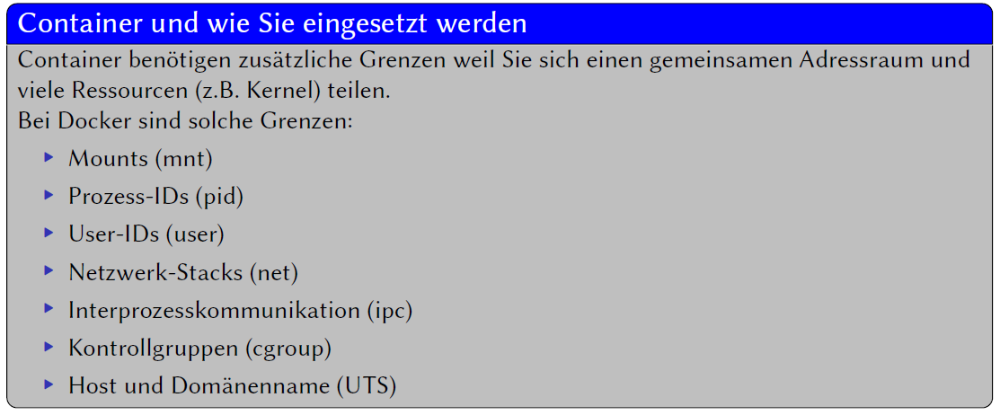 Container und wie Sie eingesetzt werden
Container benötigen zusätzliche Grenzen weil Sie sich einen gemeinsamen Adressraum und
viele Ressourcen (z.B. Kernel) teilen.
Bei Docker sind solche Grenzen:
Mounts (mnt)
Prozess-IDs (pid)
User-IDs (user)
Netzwerk-Stacks (net)
Interprozesskommunikation (ipc)
Kontrollgruppen (cgroup)
Host und Domänenname (UTS)